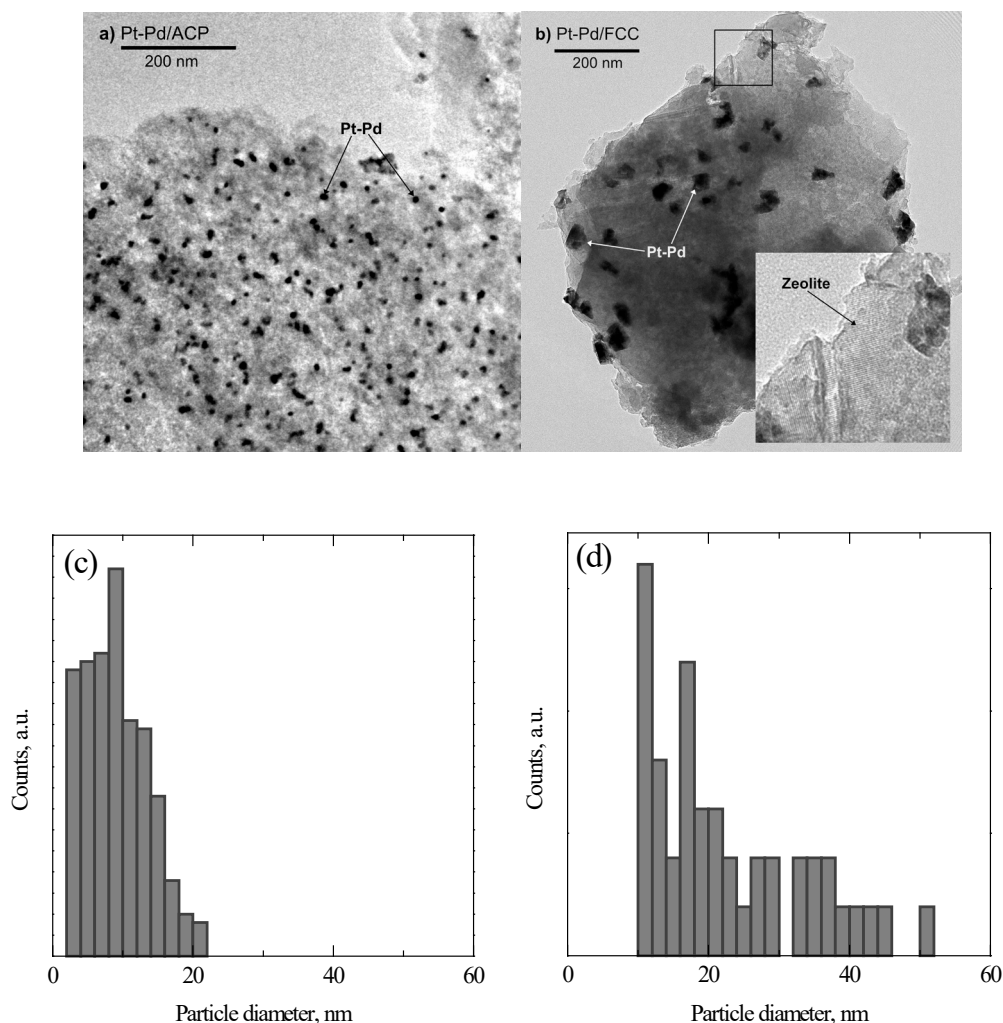 a) Pt-Pd/ACP
200 nm
Pt-Pd
b) Pt-Pd/FCC
200 nm
Pt-Pd
Zeolite
(c)
Counts, a.u.
0 20 40 60
Particle diameter, nm
(d)
Counts, a.u.
0 20 40 60
Particle diameter, nm